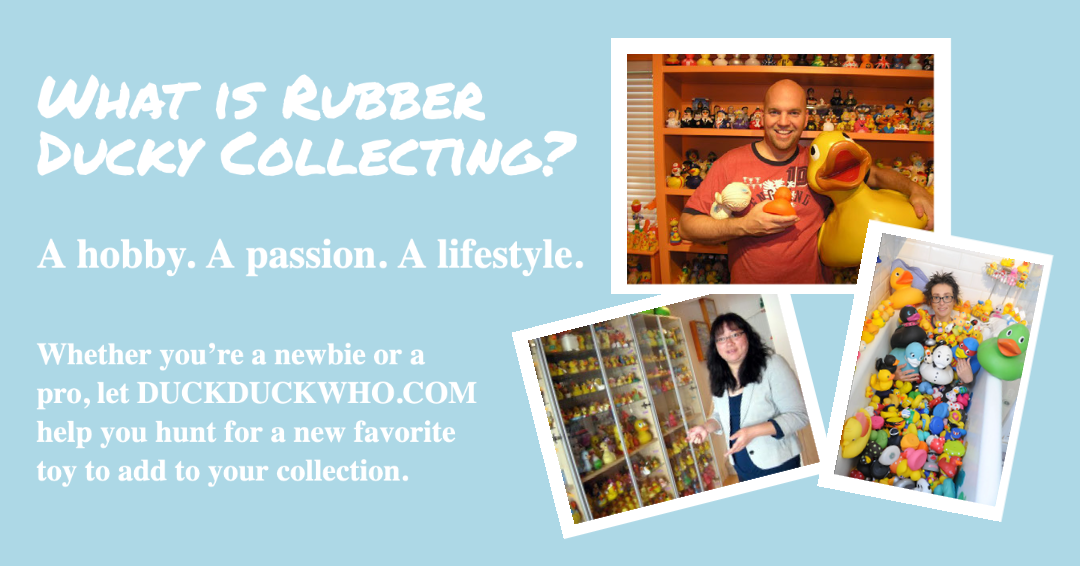 What is Rubber
Ducky Collecting?
A hobby. A passion. A lifestyle.
Whether you’re a newbie or a
pro, let DUCKDUCKWHO.COM
help you hunt for a new favorite
toy to add to your collection.